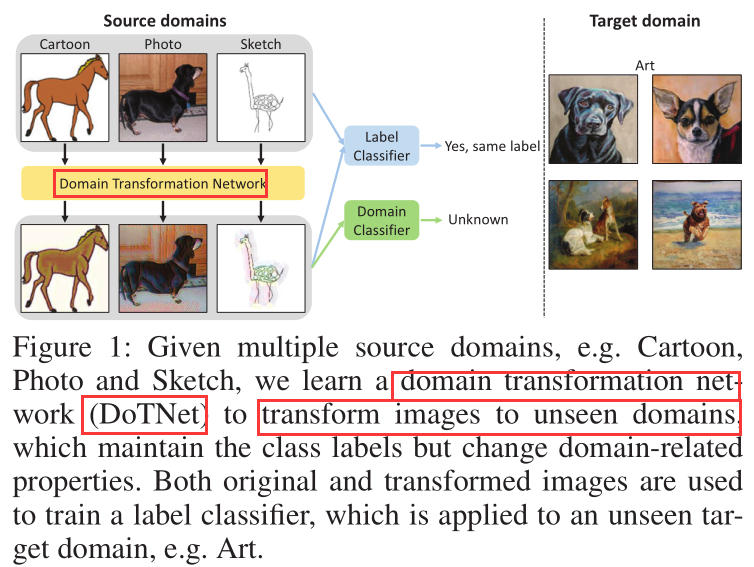 Source domains
Target domain
Cartoon
Photo
Sketch
Art
Label
Classifier
Yes, same label
Domain Transformation Network
Domain
Classifier
Unknown
Figure 1: Given multiple source domains, e.g. Cartoon,
Photo and Sketch, we learn a domain transformation net-
work (DoTNet) to transform images to unseen domains,
which maintain the class labels but change domain-related
properties. Both original and transformed images are used
to train a label classifier, which is applied to an unseen tar-
get domain, e.g. Art.